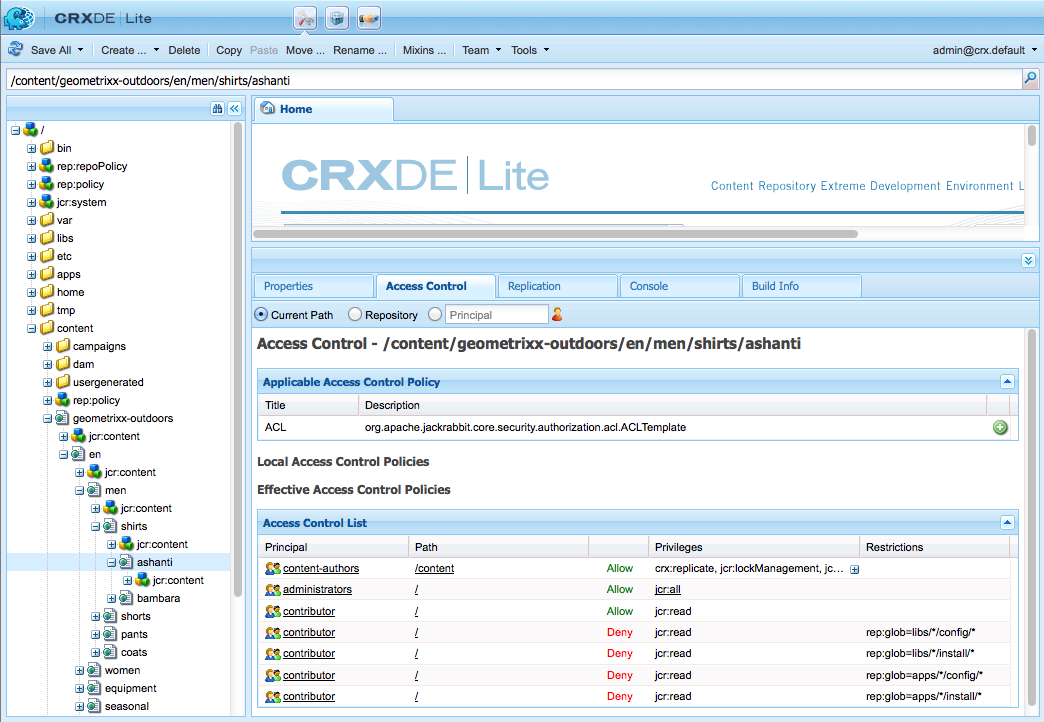 CRXDE | Lite
Save All Create ... Delete Copy Paste Move ... Rename ... Mixins ... Team Tools admin@crx.default
/content/geometrixx-outdoors/en/men/shirts/ashanti
/
bin
rep:repoPolicy
rep:policy
jcr:system
var
libs
etc
apps
home
tmp
content
campaigns
dam
usergenerated
rep:policy
geometrixx-outdoors
jcr:content
en
jcr:content
men
jcr:content
shirts
jcr:content
ashanti
jcr:content
bambara
shorts
pants
coats
women
equipment
seasonal
Home
CRXDE | Lite
Content Repository Extreme Development Environment L
Properties Access Control Replication Console Build Info
Current Path Repository Principal
Access Control - /content/geometrixx-outdoors/en/men/shirts/ashanti
Applicable Access Control Policy
Title Description
ACL org.apache.jackrabbit.core.security.authorization.acl.ACLTemplate
Local Access Control Policies
Effective Access Control Policies
Access Control List
Principal Path Privileges Restrictions
content-authors /content Allow crx:replicate, jcr:lockManagement, jc...
administrators / Allow jcr:all
contributor / Allow jcr:read
contributor / Deny jcr:read rep:glob=libs/*/config/*
contributor / Deny jcr:read rep:glob=libs/*/install/*
contributor / Deny jcr:read rep:glob=apps/*/config/*
contributor / Deny jcr:read rep:glob=apps/*/install/*